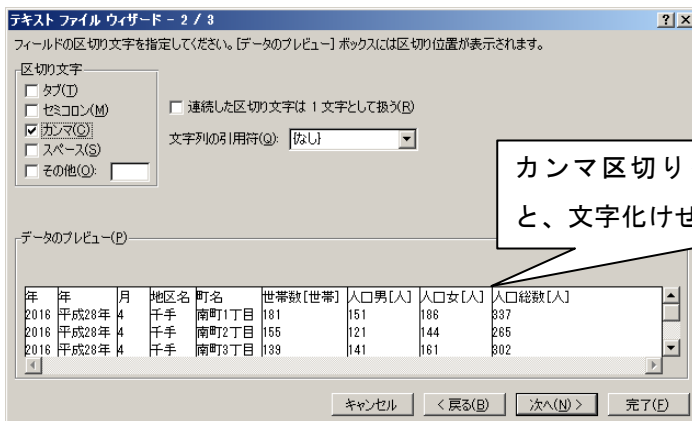 テキスト ファイル ウィザード - 2 / 3
フィールドの区切り文字を指定してください。[データのプレビュー] ボックスには区切り位置が表示されます。
区切り文字
タブ(T)
セミコロン(M)
カンマ(C)
スペース(S)
その他(O):
連続した区切り文字は 1 文字として扱う(R)
文字列の引用符(Q): {なし}
カンマ区切り
と、文字化けせ
データのプレビュー(P)
年 年 月 地区名 町名 世帯数[世帯] 人口男[人] 人口女[人] 人口総数[人]
2016 平成28年 4 千手 南町1丁目 181 151 186 337
2016 平成28年 4 千手 南町2丁目 155 121 144 265
2016 平成28年 4 千手 南町3丁目 139 141 161 302
キャンセル < 戻る(B) 次へ(N) > 完了(F)